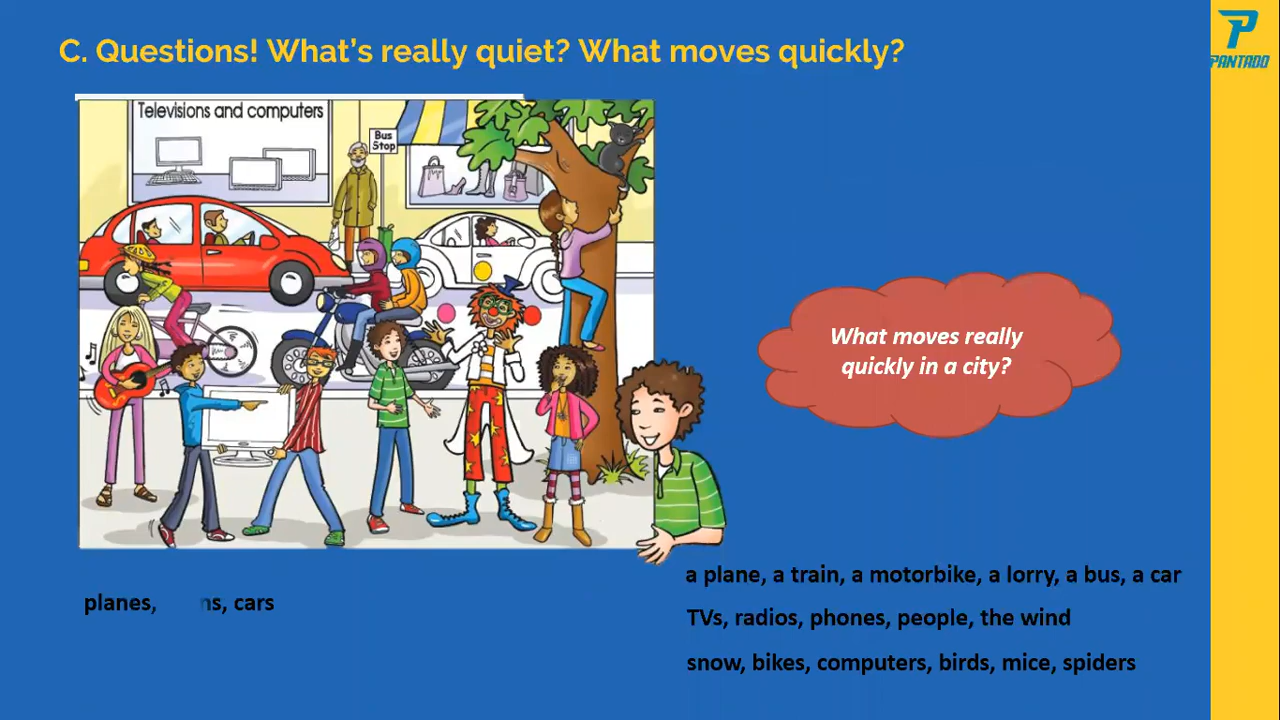 C. Questions! What's really quiet? What moves quickly?
PANTADO
Televisions and computers
Bus
Stop
What moves really
quickly in a city?
a plane, a train, a motorbike, a lorry, a bus, a car
planes, cars
TVs, radios, phones, people, the wind
snow, bikes, computers, birds, mice, spiders